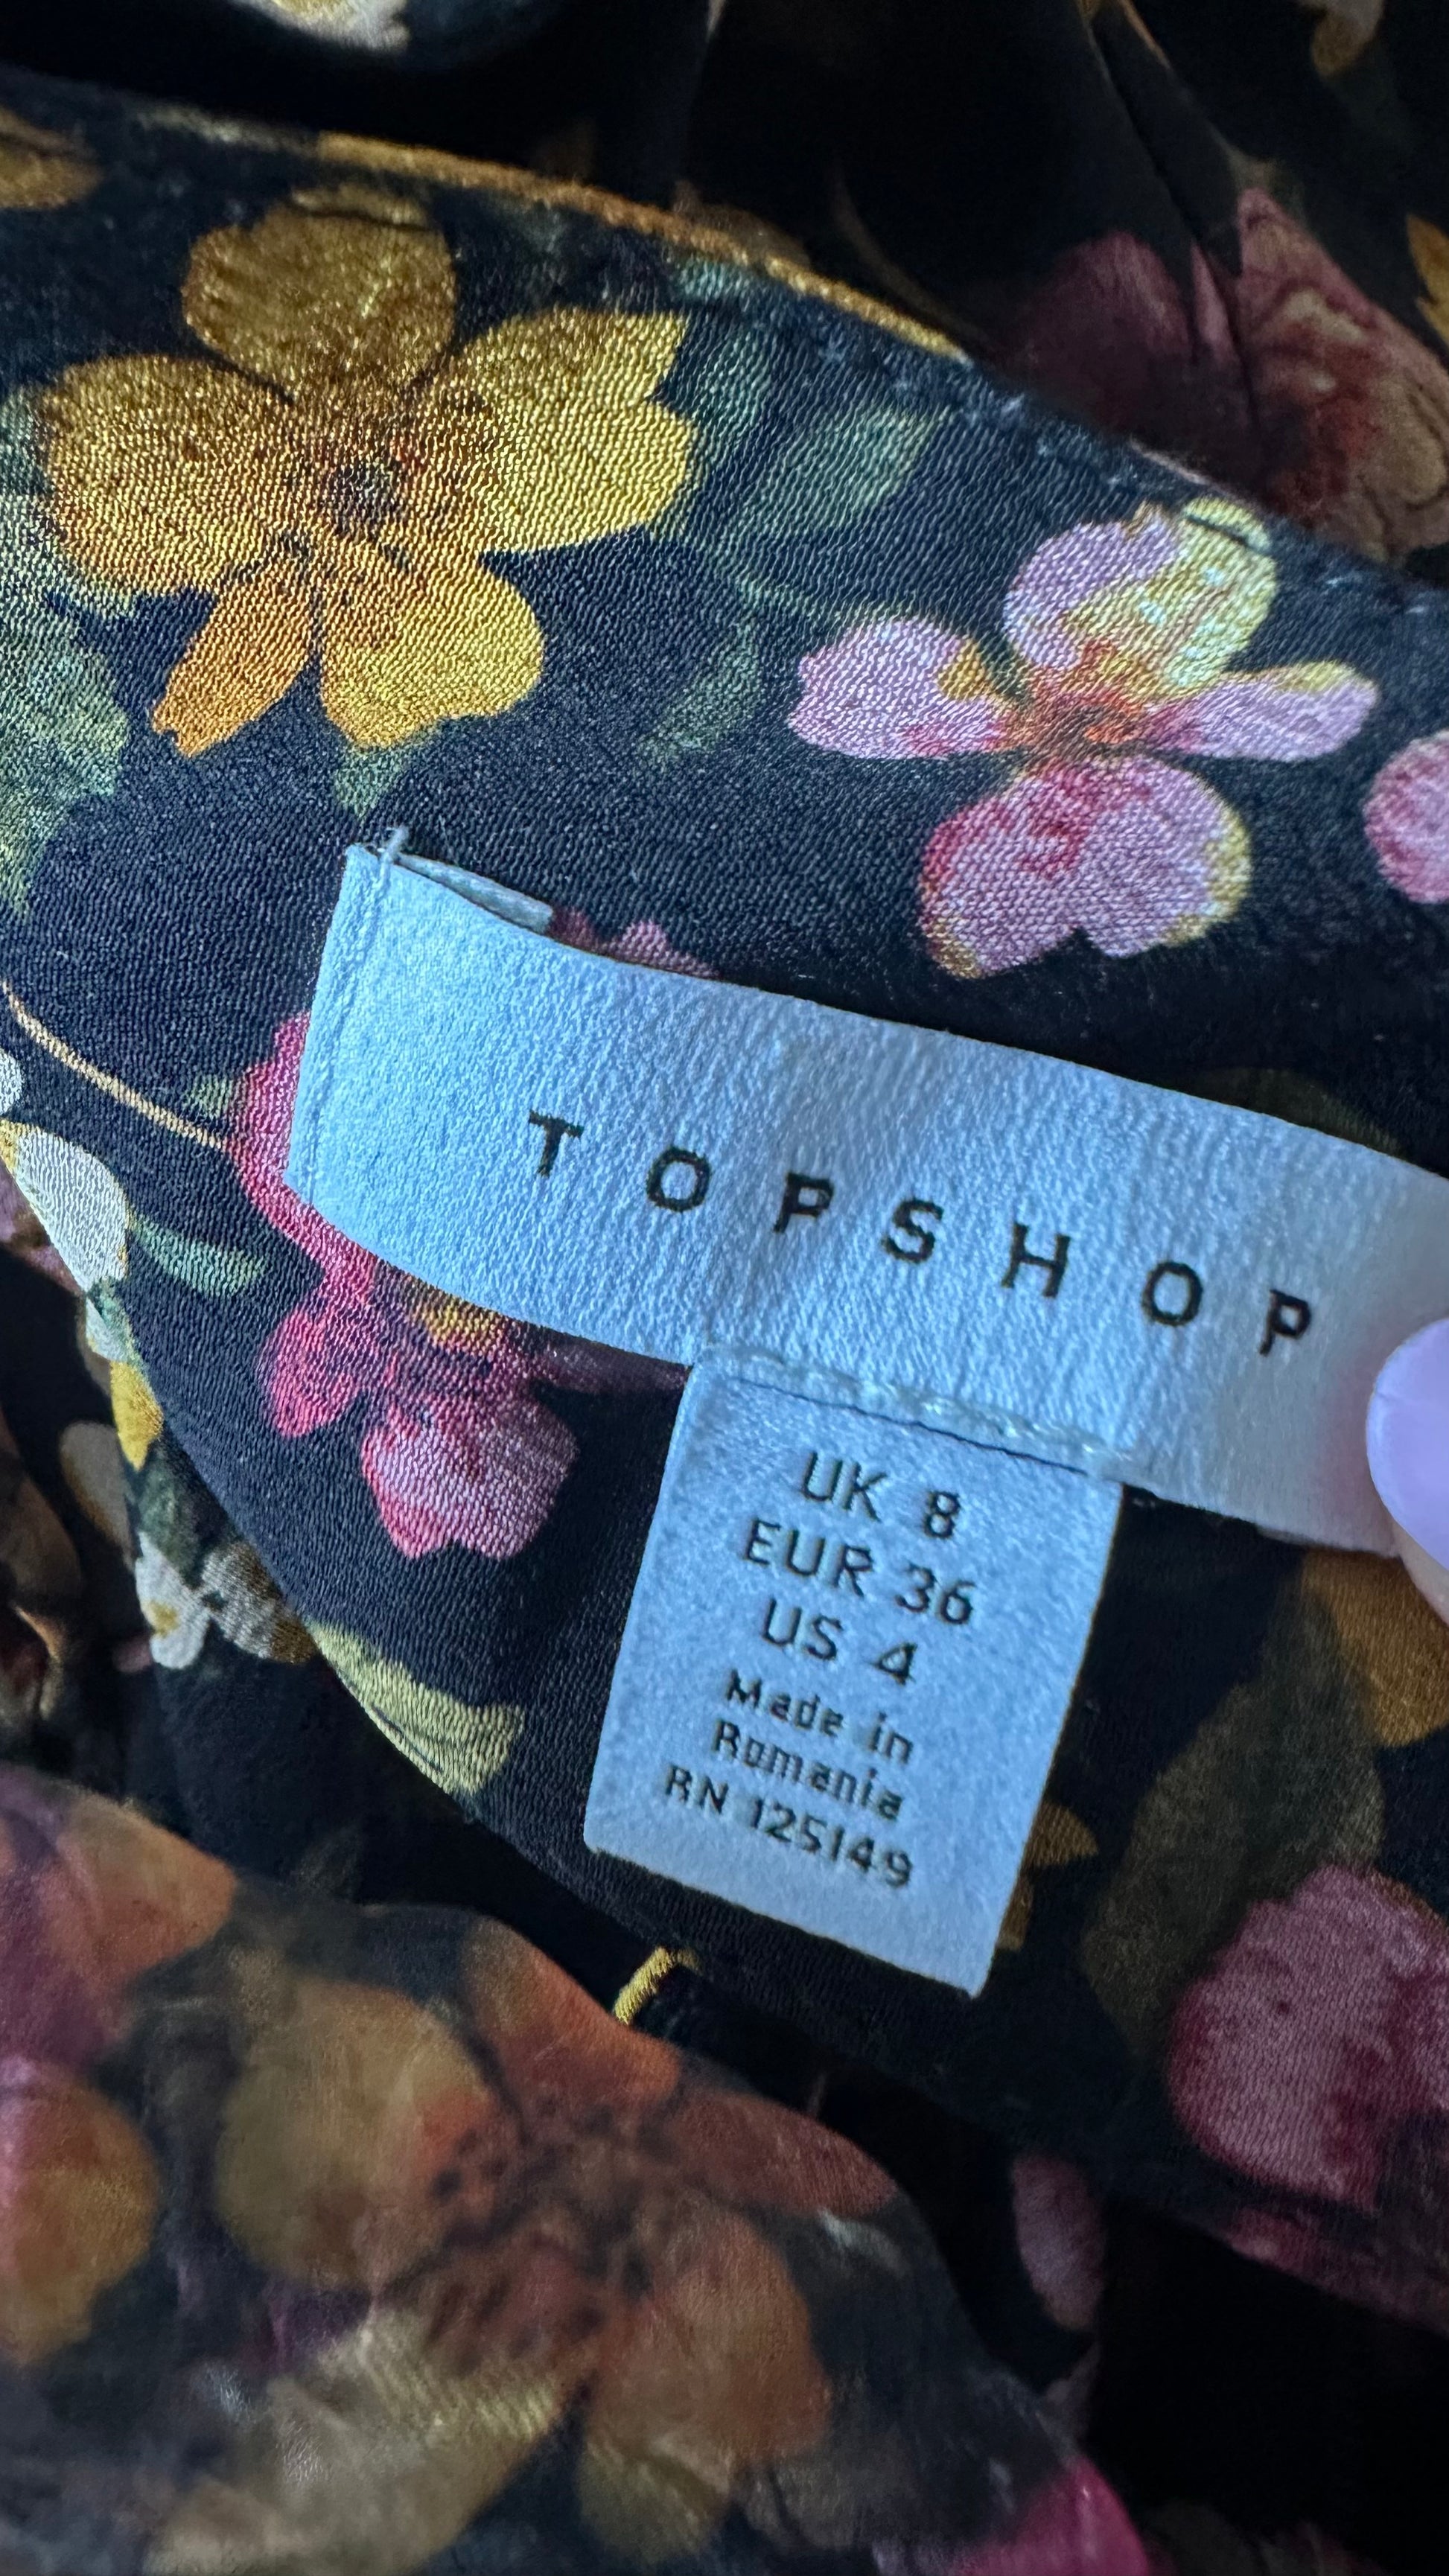 TOPSHOP
UK 8
EUR 36
US 4
Made in
Romania
RN 125149